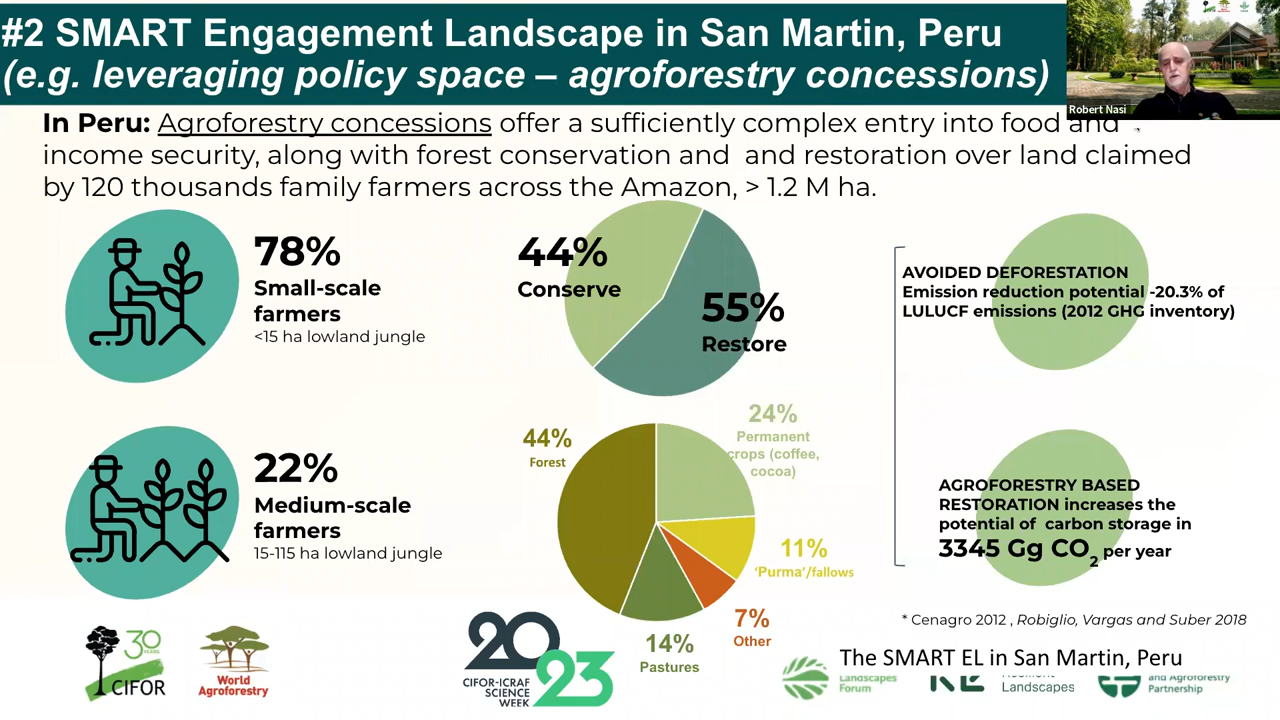 #2 SMART Engagement Landscape in San Martin, Peru
(e.g. leveraging policy space – agroforestry concessions)
Robert Nasi
In Peru: Agroforestry concessions offer a sufficiently complex entry into food and
income security, along with forest conservation and and restoration over land claimed
by 120 thousands family farmers across the Amazon, > 1.2 M ha.
78%
Small-scale
farmers
<15 ha lowland jungle
44%
Conserve
55%
Restore
AVOIDED DEFORESTATION
Emission reduction potential -20.3% of
LULUCF emissions (2012 GHG inventory)
22%
Medium-scale
farmers
15-115 ha lowland jungle
44%
Forest
24%
Permanent
crops (coffee,
cocoa)
11%
'Purma'/fallows
7%
Other
14%
Pastures
AGROFORESTRY BASED
RESTORATION increases the
potential of carbon storage in
3345 Gg CO2 per year
* Cenagro 2012 , Robiglio, Vargas and Suber 2018
30
YEARS
CIFOR
World
Agroforestry
2023
CIFOR-ICRAF
SCIENCE
WEEK
The SMART EL in San Martin, Peru
Landscapes
Forum
Resilient
Landscapes
and Agroforestry
Partnership